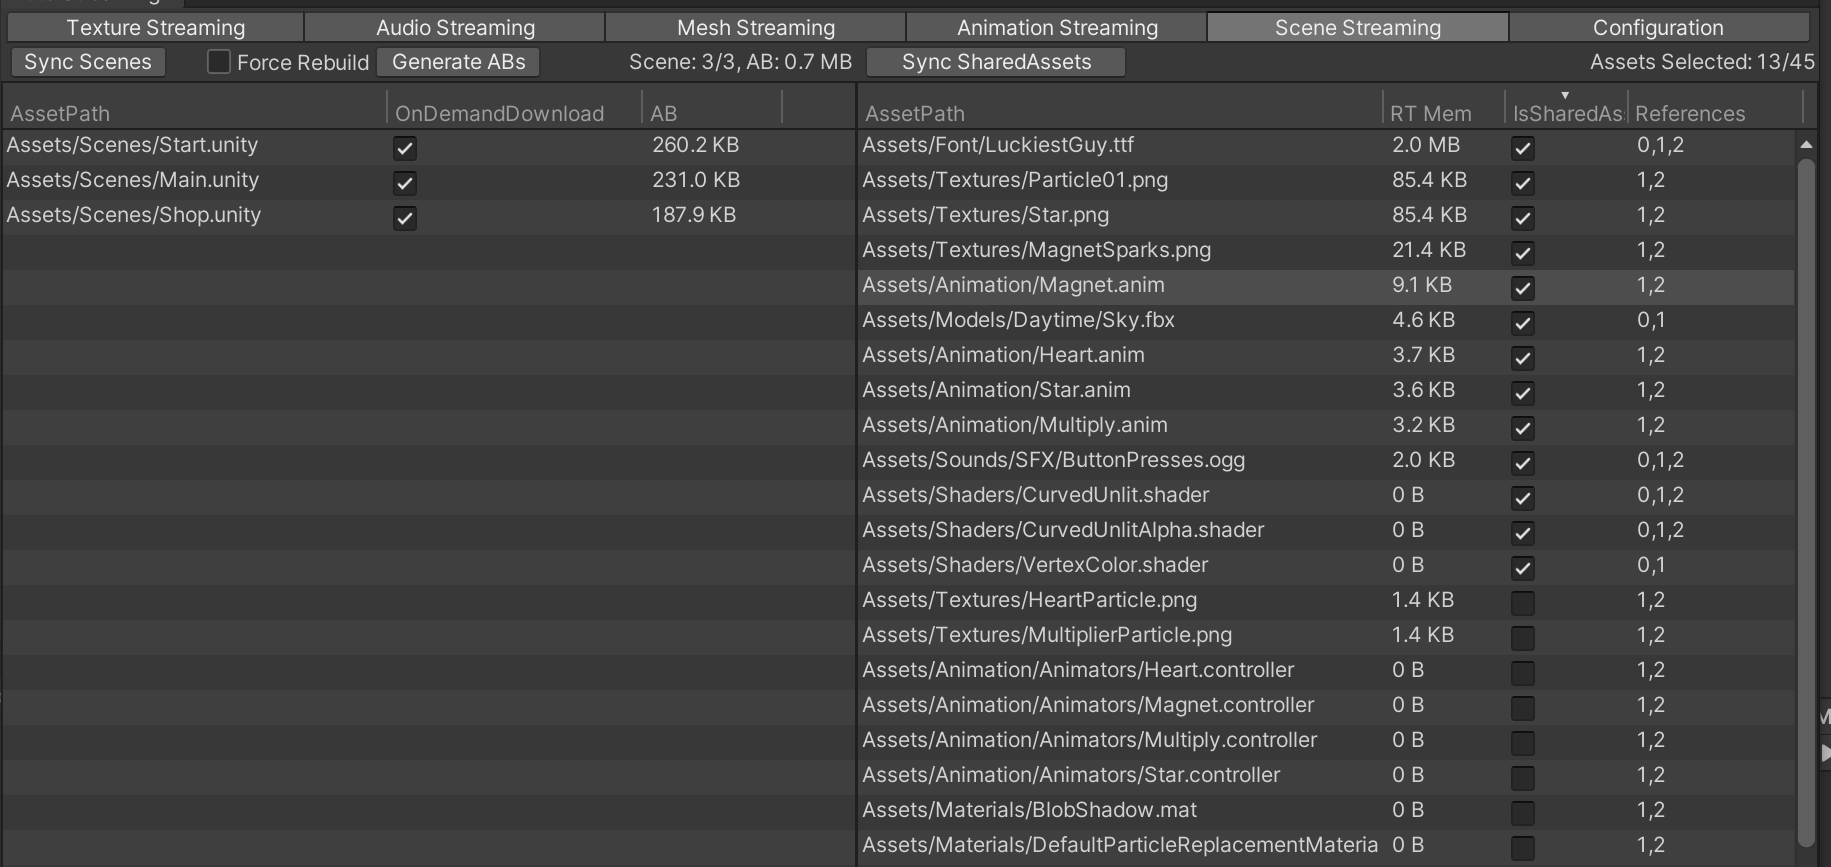 Texture Streaming Audio Streaming Mesh Streaming Animation Streaming Scene Streaming Configuration
Sync Scenes Force Rebuild Generate ABs Scene: 3/3, AB: 0.7 MB Sync SharedAssets Assets Selected: 13/45
AssetPath OnDemandDownload AB AssetPath RT Mem IsSharedAs References
Assets/Scenes/Start.unity 260.2 KB Assets/Font/LuckiestGuy.ttf 2.0 MB 0,1,2
Assets/Scenes/Main.unity 231.0 KB Assets/Textures/Particle01.png 85.4 KB 1,2
Assets/Scenes/Shop.unity 187.9 KB Assets/Textures/Star.png 85.4 KB 1,2
Assets/Textures/MagnetSparks.png 21.4 KB 1,2
Assets/Animation/Magnet.anim 9.1 KB 1,2
Assets/Models/Daytime/Sky.fbx 4.6 KB 0,1
Assets/Animation/Heart.anim 3.7 KB 1,2
Assets/Animation/Star.anim 3.6 KB 1,2
Assets/Animation/Multiply.anim 3.2 KB 1,2
Assets/Sounds/SFX/ButtonPresses.ogg 2.0 KB 0,1,2
Assets/Shaders/CurvedUnlit.shader 0 B 0,1,2
Assets/Shaders/CurvedUnlitAlpha.shader 0 B 0,1,2
Assets/Shaders/VertexColor.shader 0 B 0,1
Assets/Textures/HeartParticle.png 1.4 KB 1,2
Assets/Textures/MultiplierParticle.png 1.4 KB 1,2
Assets/Animation/Animators/Heart.controller 0 B 1,2
Assets/Animation/Animators/Magnet.controller 0 B 1,2
Assets/Animation/Animators/Multiply.controller 0 B 1,2
Assets/Animation/Animators/Star.controller 0 B 1,2
Assets/Materials/BlobShadow.mat 0 B 1,2
Assets/Materials/DefaultParticleReplacementMateria 0 B 1,2